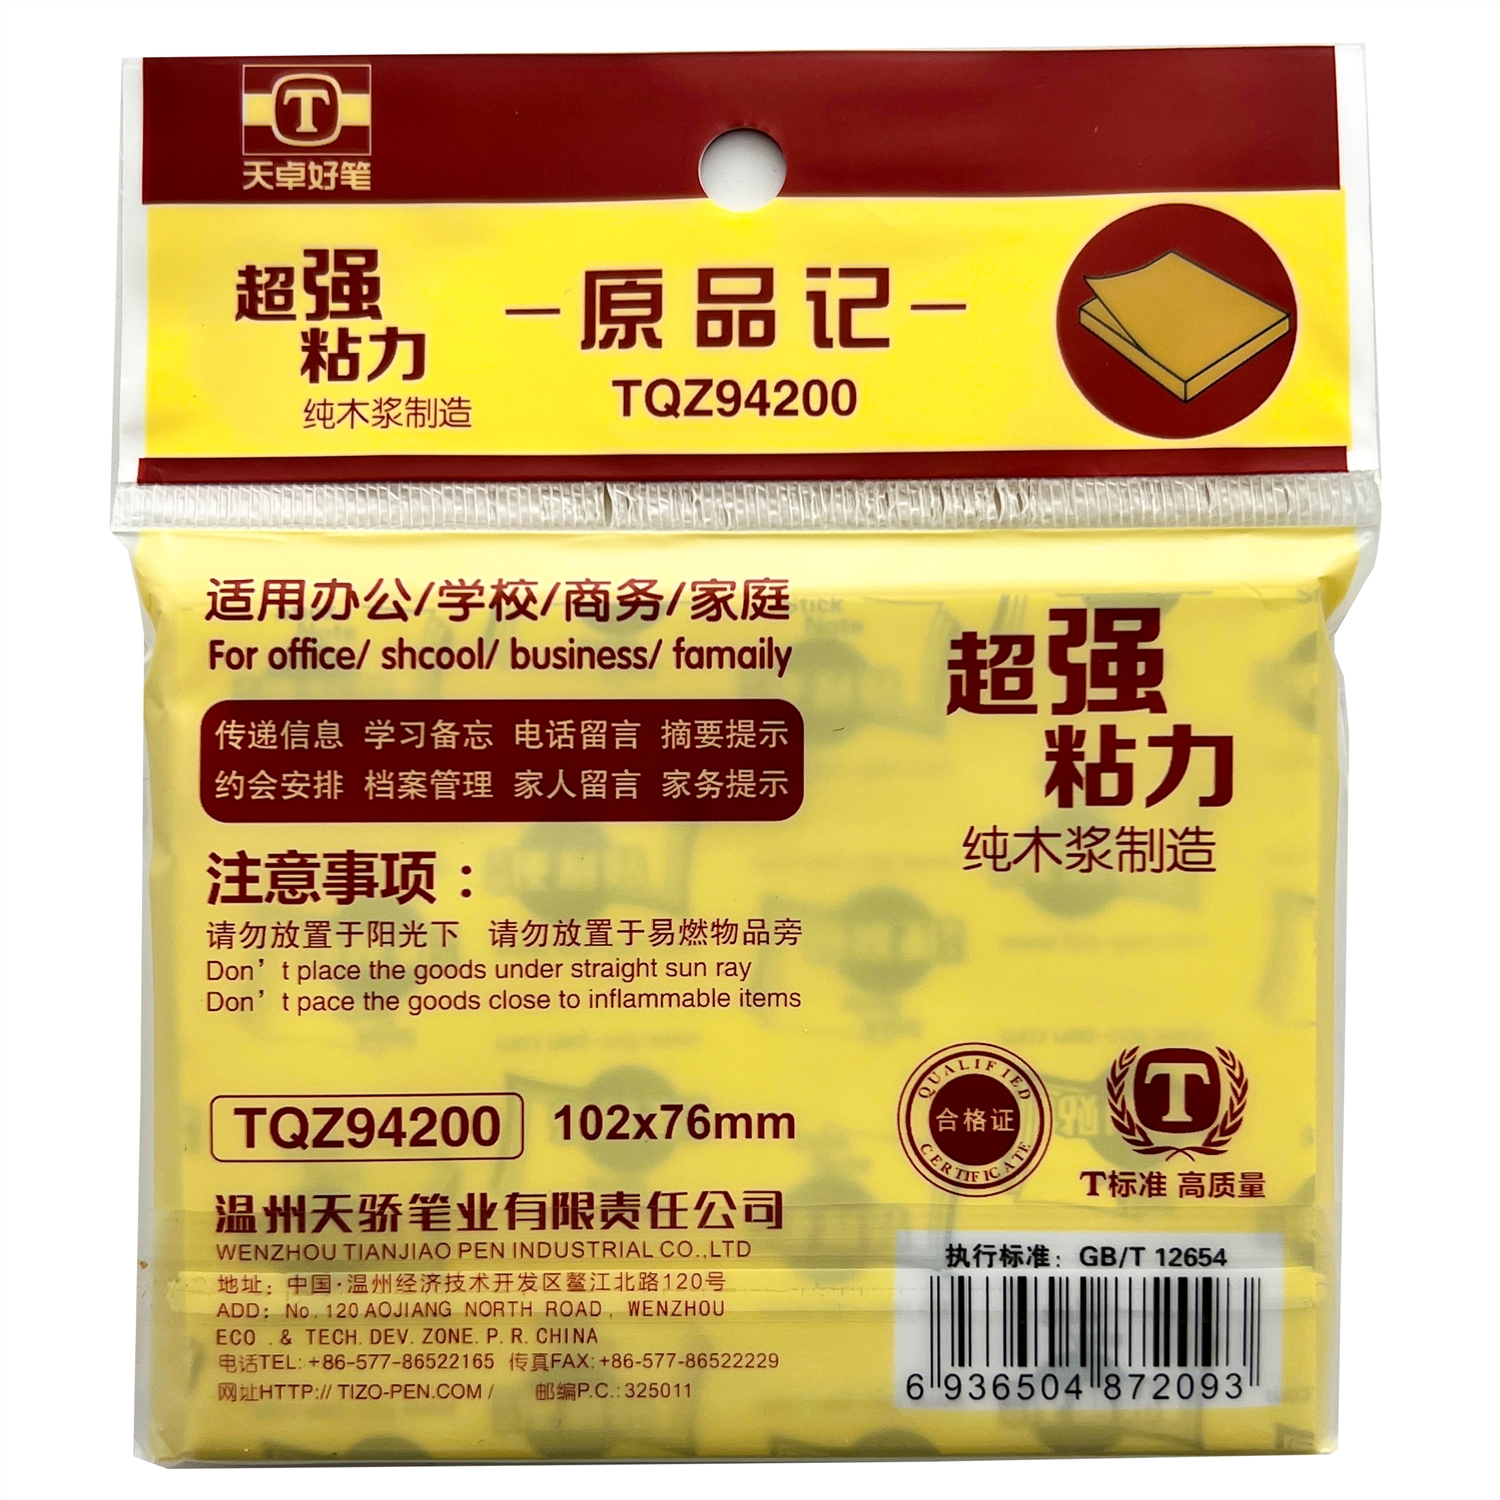 T
天卓好笔
超强
粘力
纯木浆制造
—原品记—
TQZ94200
适用办公/学校/商务/家庭
For office/ shcool/ business/ famaily
传递信息 学习备忘 电话留言 摘要提示
约会安排 档案管理 家人留言 家务提示
超强
粘力
纯木浆制造
注意事项：
请勿放置于阳光下 请勿放置于易燃物品旁
Don't place the goods under straight sun ray
Don't pace the goods close to inflammable items
TQZ94200 102x76mm
QUALIFIED
合格证
CERTIFICATE
T
T标准 高质量
温州天骄笔业有限责任公司
WENZHOU TIANJIAO PEN INDUSTRIAL CO.,LTD
地址：中国·温州经济技术开发区鳌江北路120号
ADD: No. 120 AOJIANG NORTH ROAD, WENZHOU
ECO .& TECH. DEV. ZONE. P. R. CHINA
电话TEL: +86-577-86522165 传真FAX: +86-577-86522229
网址HTTP:// TIZO-PEN.COM / 邮编P.C.: 325011
执行标准：GB/T 12654
6 936504 872093